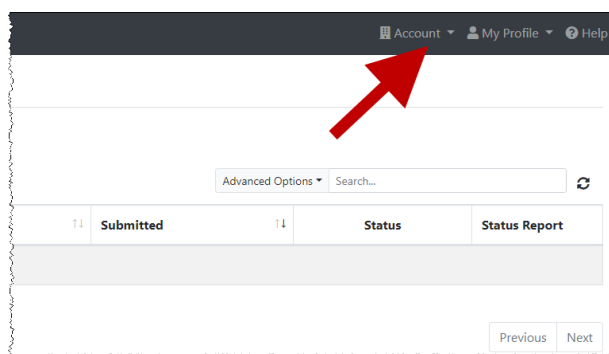 Account My Profile Help
Advanced Options Search...
Submitted Status Status Report
Previous Next